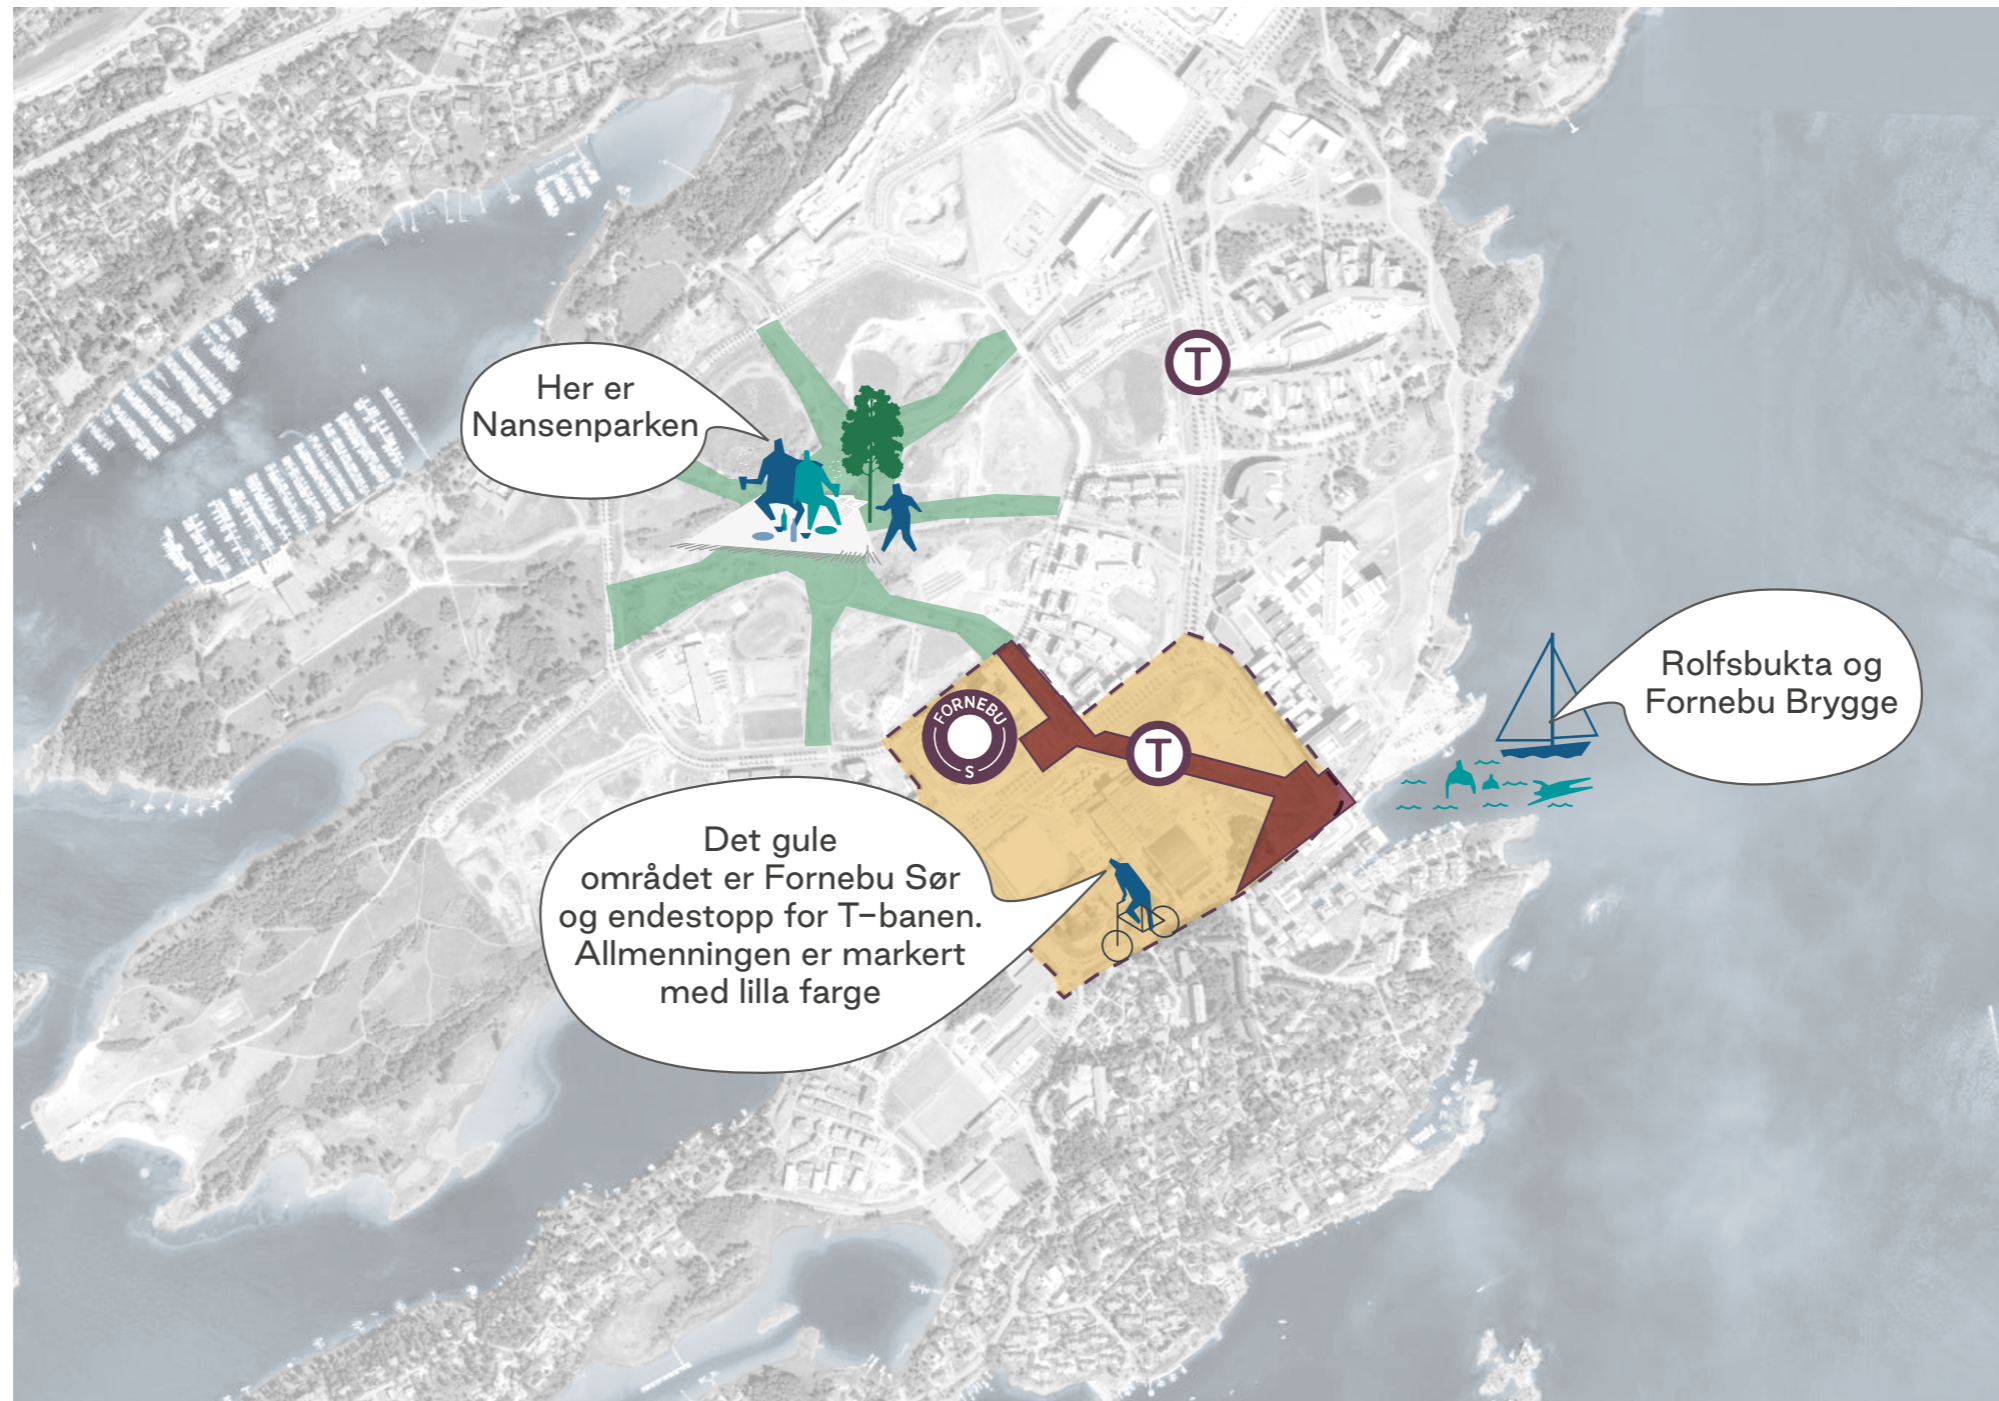 T
Her er
Nansenparken
Rolfsbukta og
Fornebu Brygge
FORNEBU
S
T
Det gule
området er Fornebu Sør
og endestopp for T-banen.
Allmenningen er markert
med lilla farge